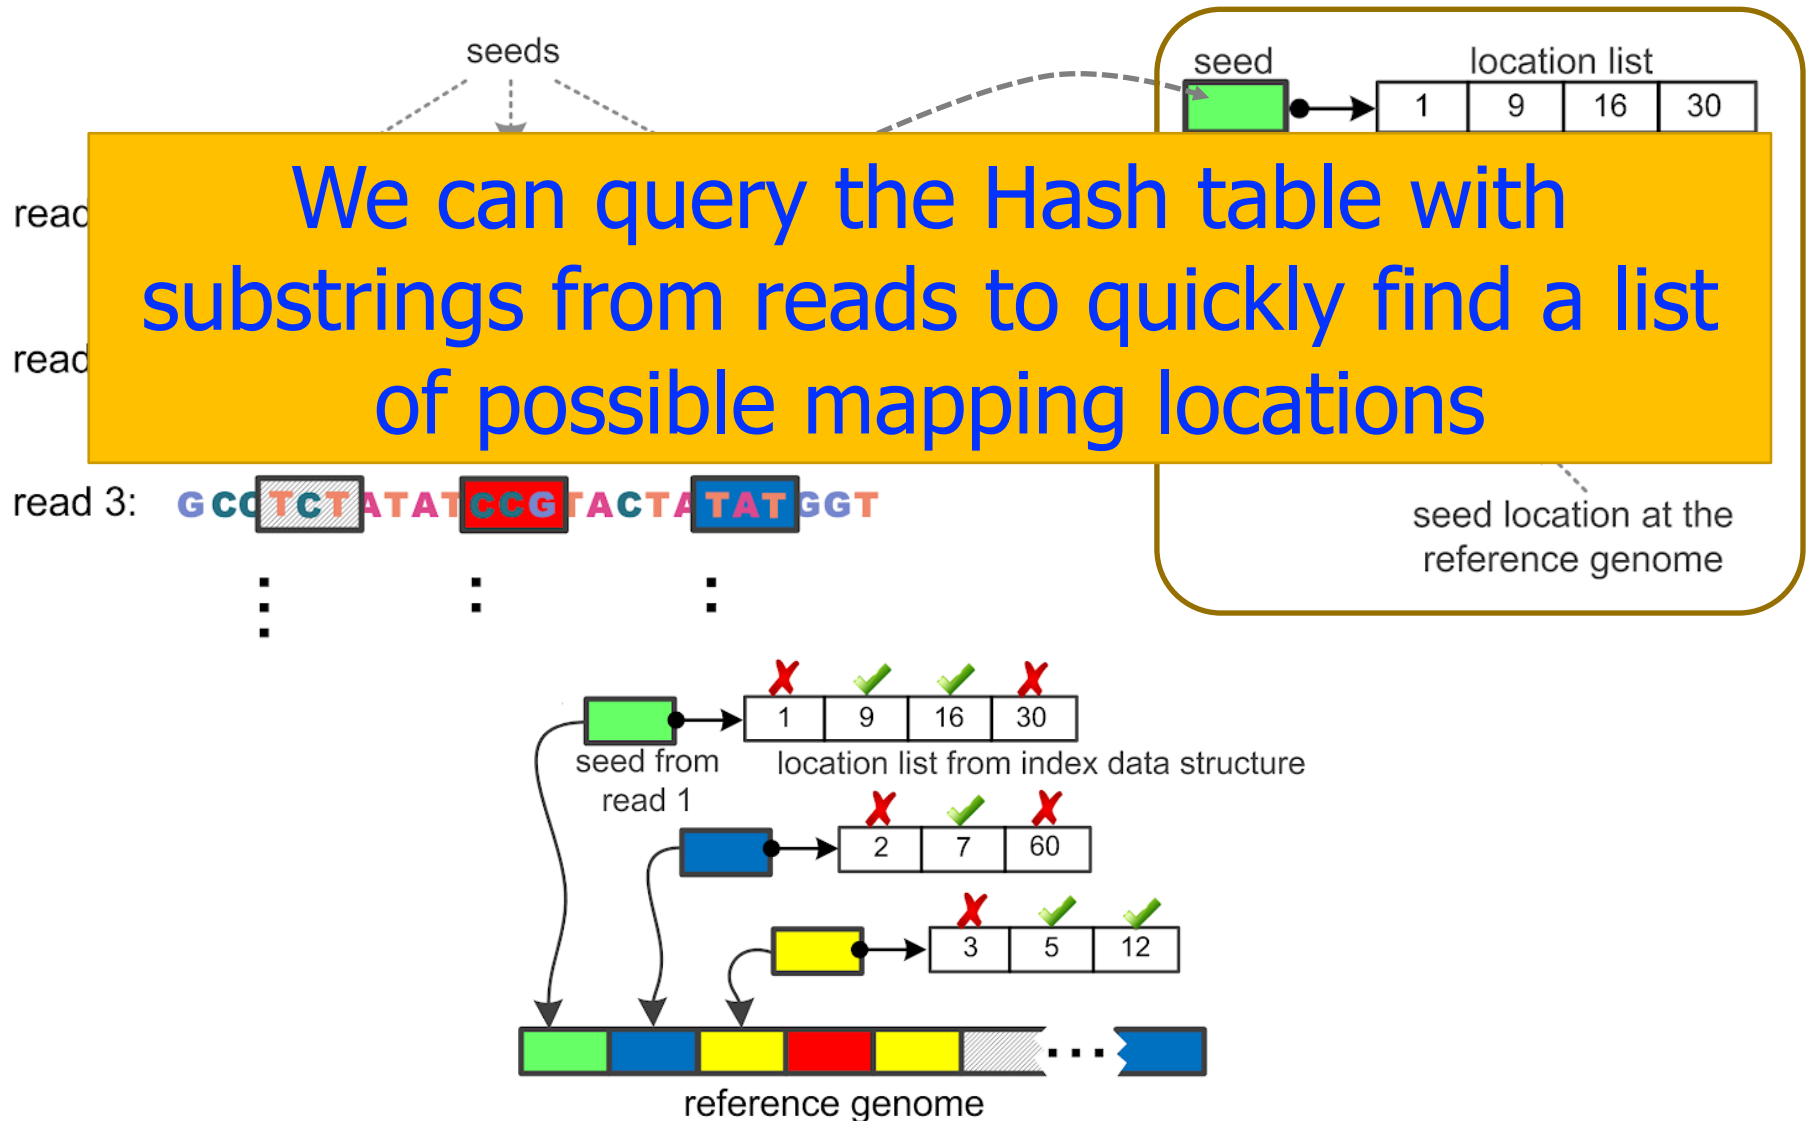 seeds
seed
location list
1 9 16 30
We can query the Hash table with
substrings from reads to quickly find a list
of possible mapping locations
read
read
read 3: GCCTCTATATCCGTACTATATGGT
seed location at the
reference genome
1 9 16 30
seed from
read 1
location list from index data structure
2 7 60
3 5 12
reference genome